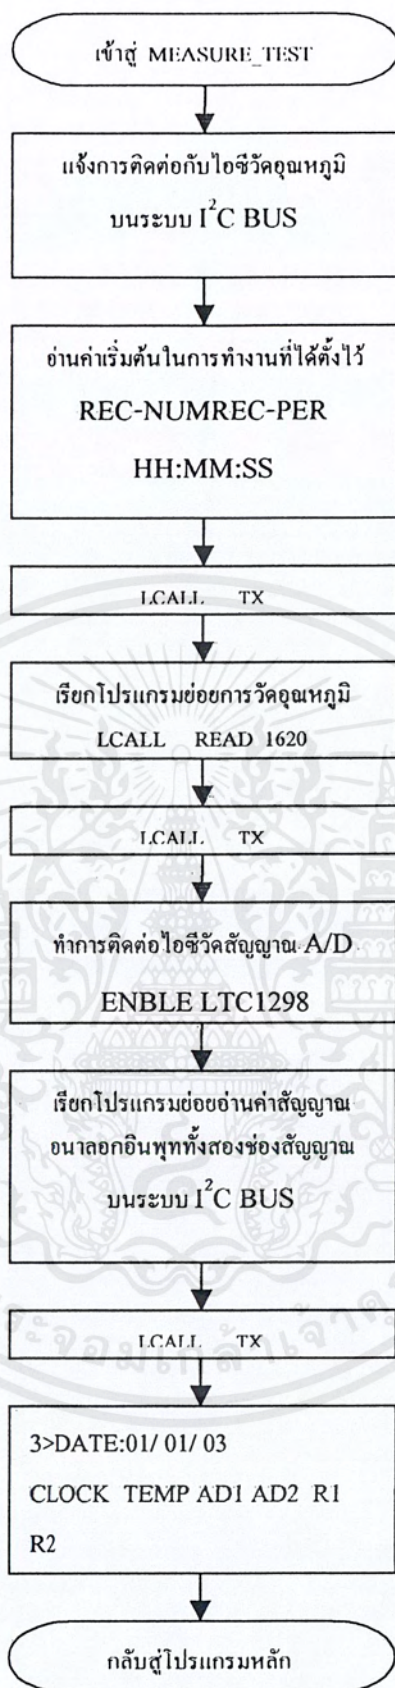 เข้าสู่ MEASURE_TEST
แจ้งการติดต่อกับไอซีวัดอุณหภูมิ
บนระบบ I²C BUS
อ่านค่าเริ่มต้นในการทำงานที่ได้ตั้งไว้
REC-NUMREC-PER
HH:MM:SS
LCALL TX
เรียกโปรแกรมย่อยการวัดอุณหภูมิ
LCALL READ 1620
LCALL TX
ทำการติดต่อไอซีวัดสัญญาณ A/D
ENBLE LTC1298
เรียกโปรแกรมย่อยอ่านค่าสัญญาณ
อนาลอกอินพุททั้งสองช่องสัญญาณ
บนระบบ I²C BUS
LCALL TX
3>DATE:01/ 01/ 03
CLOCK TEMP AD1 AD2 R1
R2
กลับสู่โปรแกรมหลัก